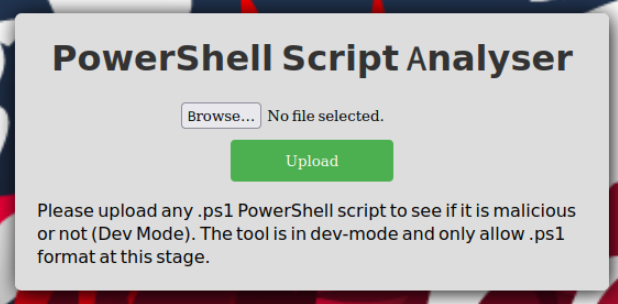 PowerShell Script Analyser
Browse... No file selected.
Upload
Please upload any .ps1 PowerShell script to see if it is malicious
or not (Dev Mode). The tool is in dev-mode and only allow .ps1
format at this stage.